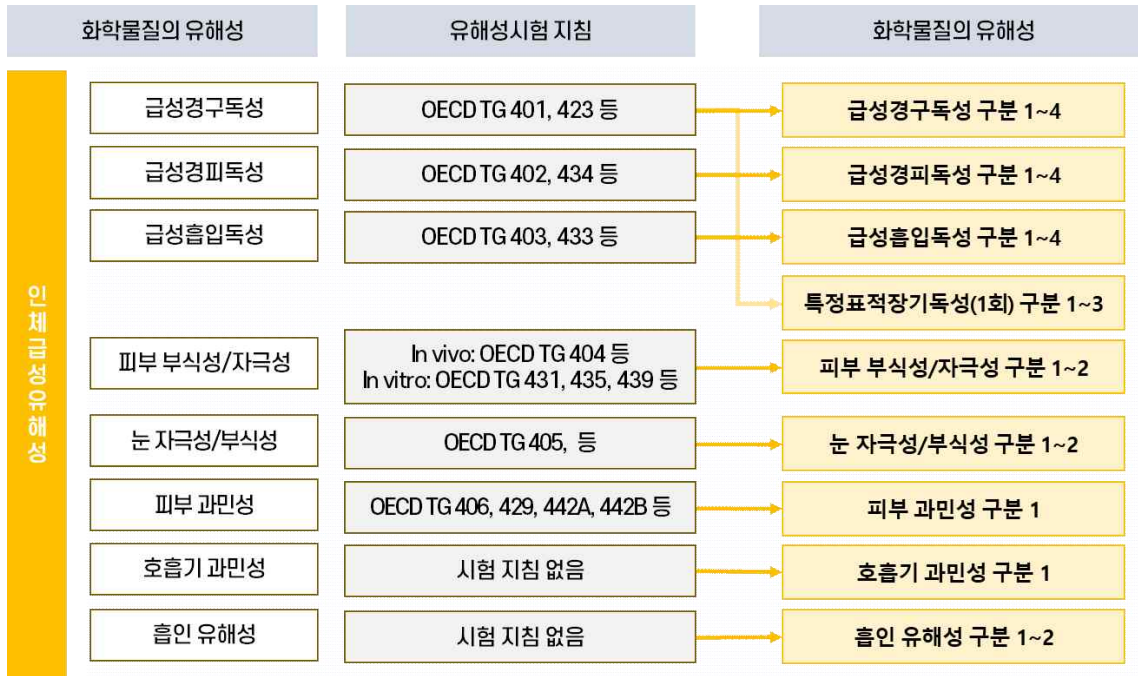 화학물질의 유해성
유해성시험 지침
화학물질의 유해성
인체급성유해성
급성경구독성
OECD TG 401, 423 등
급성경구독성 구분 1~4
급성경피독성
OECD TG 402, 434 등
급성경피독성 구분 1~4
급성흡입독성
OECD TG 403, 433 등
급성흡입독성 구분 1~4
특정표적장기독성(1회) 구분 1~3
피부 부식성/자극성
In vivo: OECD TG 404 등
In vitro: OECD TG 431, 435, 439 등
피부 부식성/자극성 구분 1~2
눈 자극성/부식성
OECD TG 405, 등
눈 자극성/부식성 구분 1~2
피부 과민성
OECD TG 406, 429, 442A, 442B 등
피부 과민성 구분 1
호흡기 과민성
시험 지침 없음
호흡기 과민성 구분 1
흡인 유해성
시험 지침 없음
흡인 유해성 구분 1~2